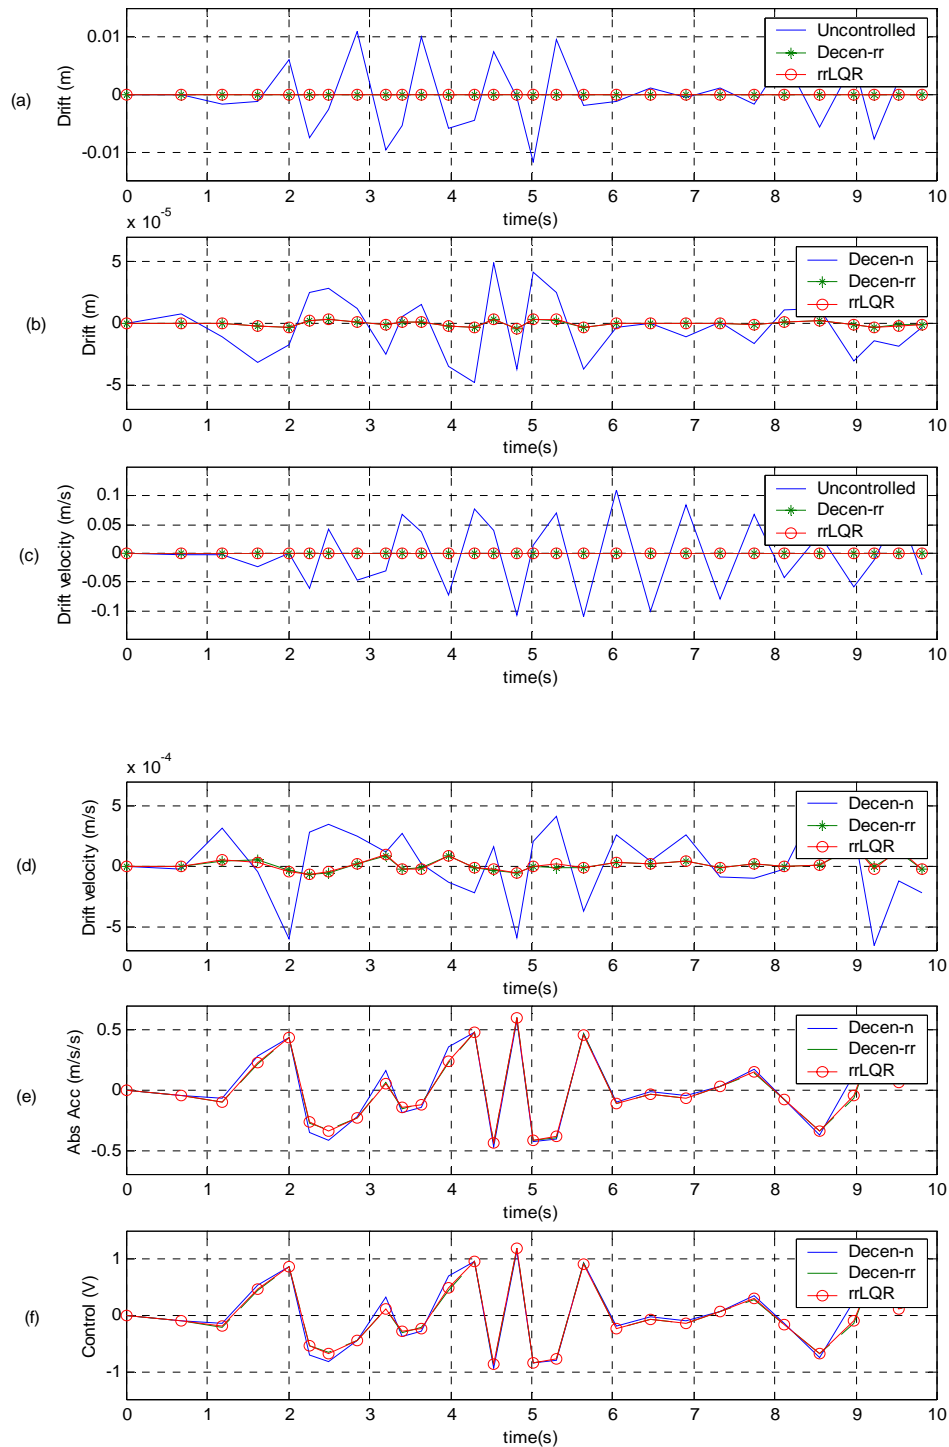 0.01
0
-0.01
Drift (m)
(a)
Uncontrolled
Decen-rr
rrLQR
0 1 2 3 4 5 6 7 8 9 10
time(s)
x 10^-5
5
0
-5
Drift (m)
(b)
Decen-n
Decen-rr
rrLQR
0 1 2 3 4 5 6 7 8 9 10
time(s)
0.1
0.05
0
-0.05
-0.1
Drift velocity (m/s)
(c)
Uncontrolled
Decen-rr
rrLQR
0 1 2 3 4 5 6 7 8 9 10
time(s)
x 10^-4
5
0
-5
Drift velocity (m/s)
(d)
Decen-n
Decen-rr
rrLQR
0 1 2 3 4 5 6 7 8 9 10
time(s)
0.5
0
-0.5
Abs Acc (m/s/s)
(e)
Decen-n
Decen-rr
rrLQR
0 1 2 3 4 5 6 7 8 9 10
time(s)
1
0
-1
Control (V)
(f)
Decen-n
Decen-rr
rrLQR
0 1 2 3 4 5 6 7 8 9 10
time(s)